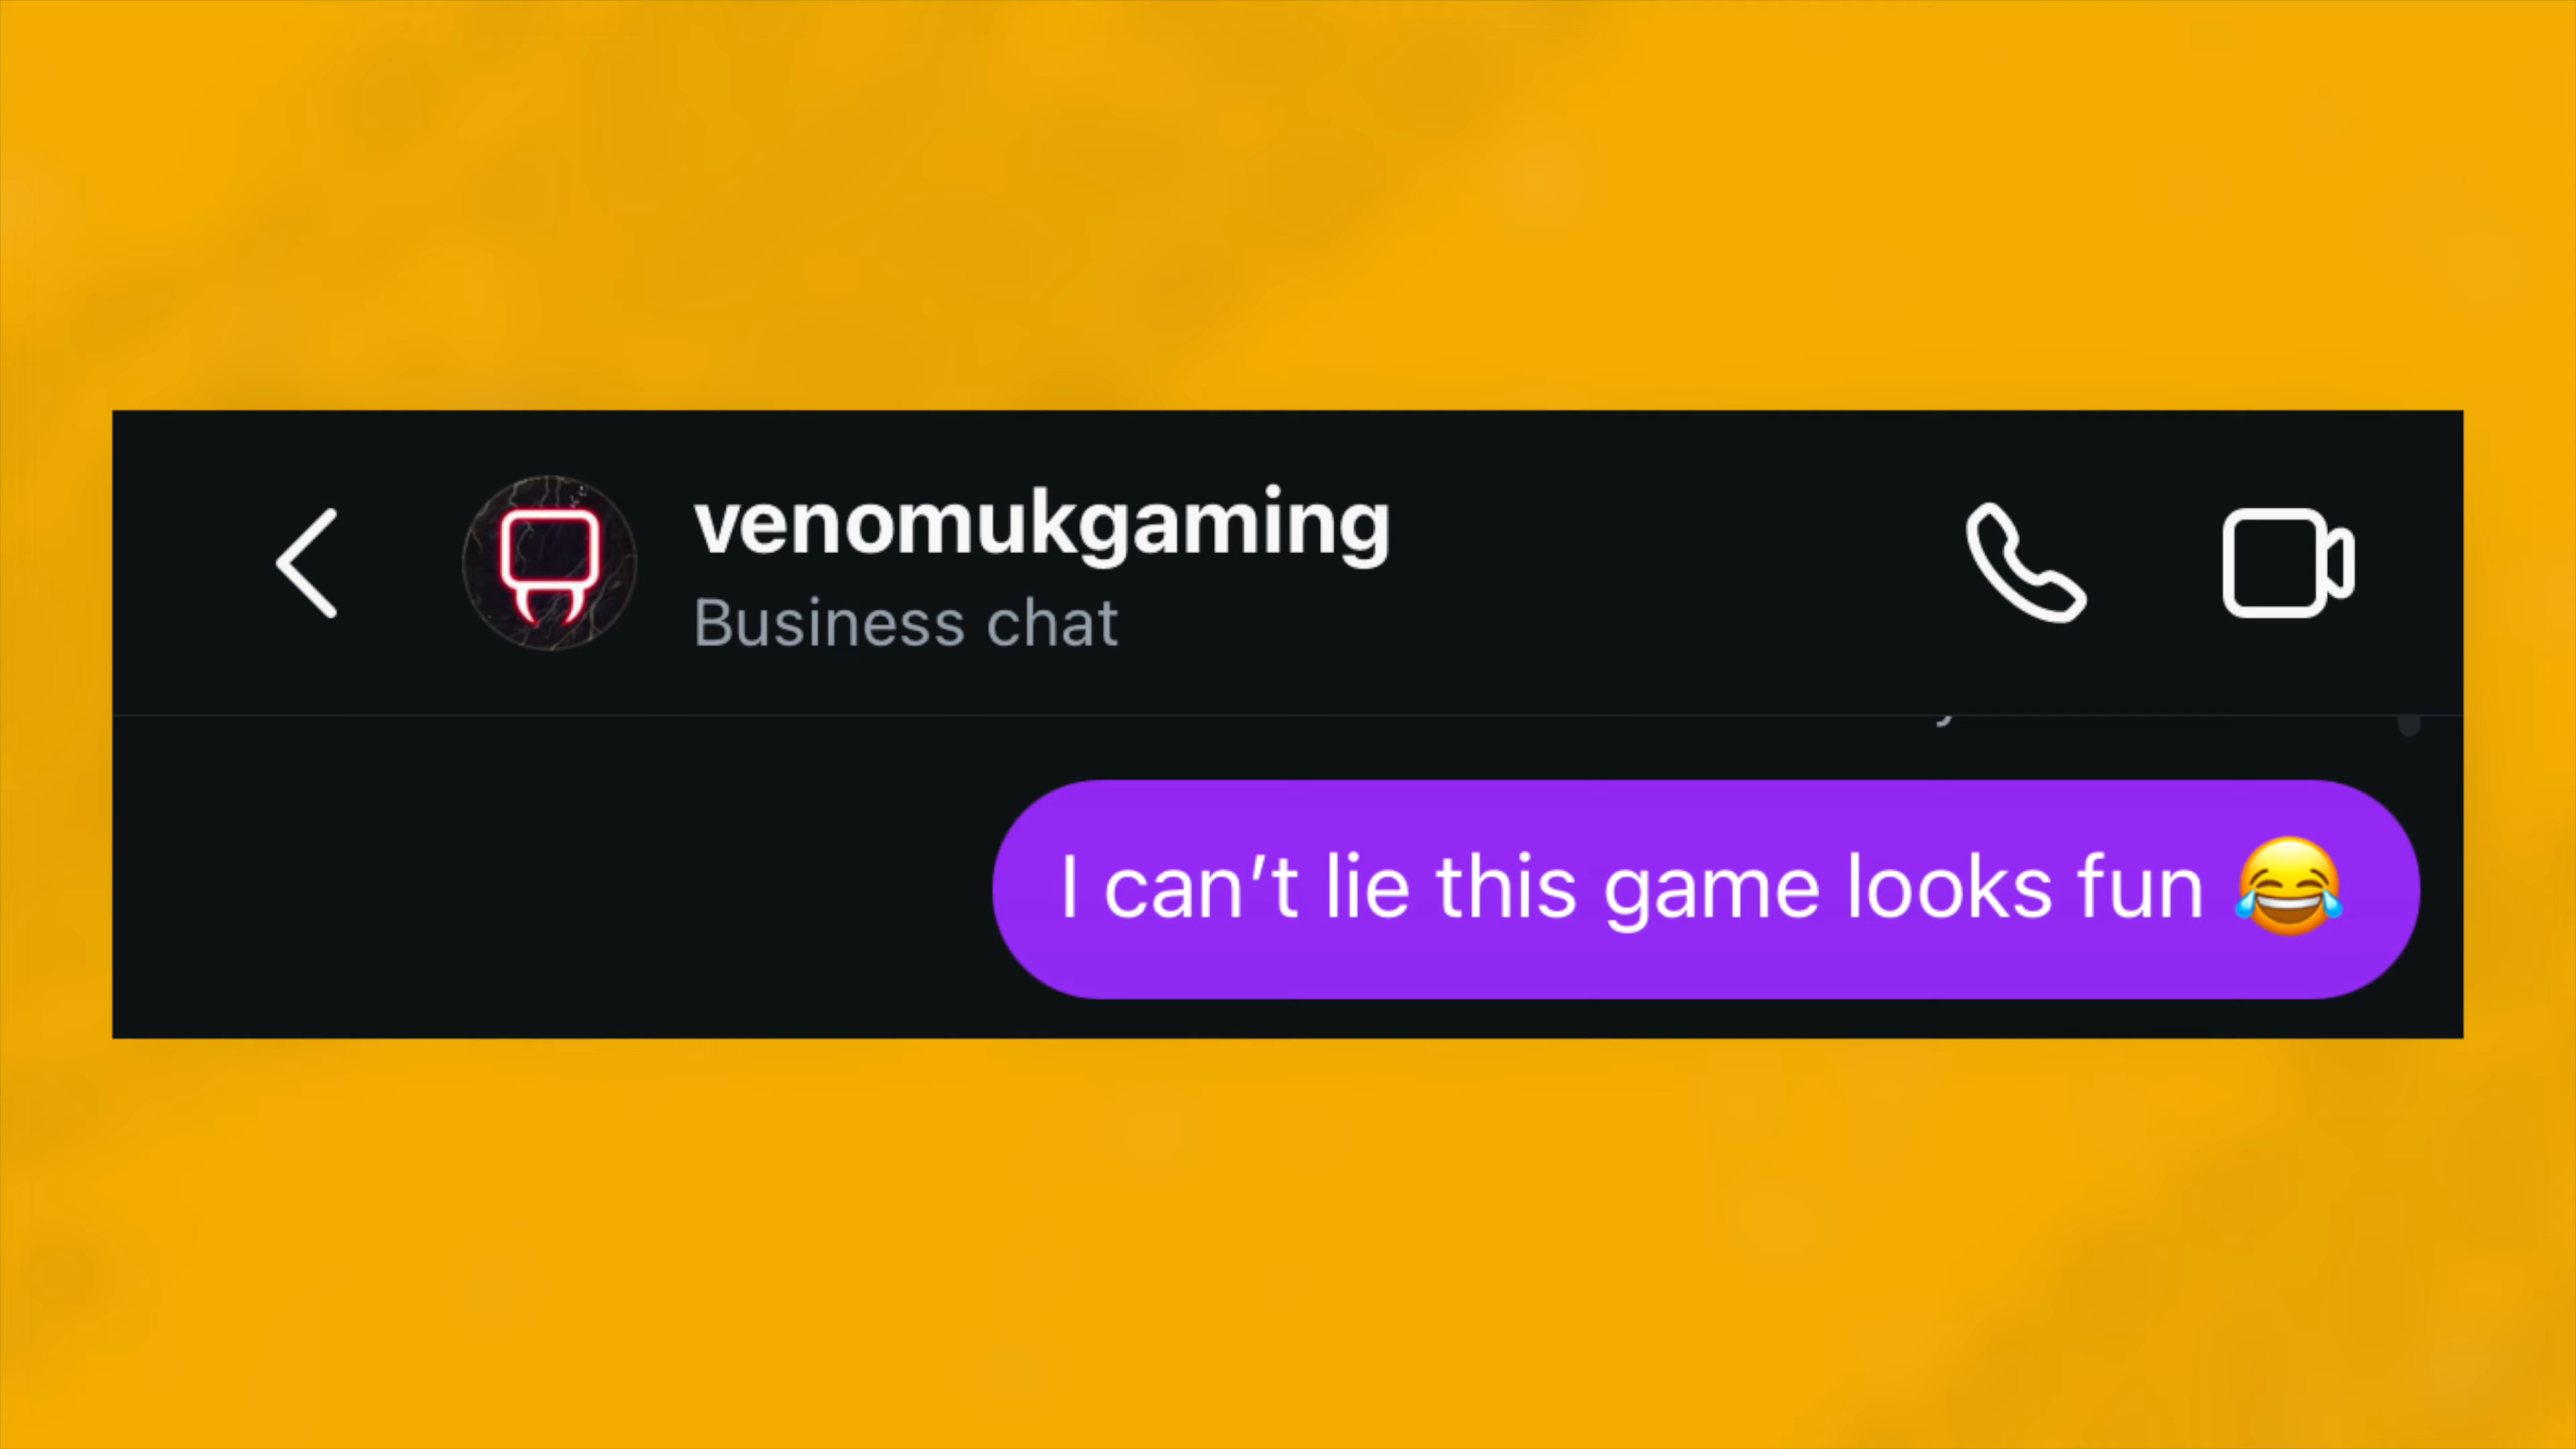 venomukgaming
Business chat
I can’t lie this game looks fun 😂